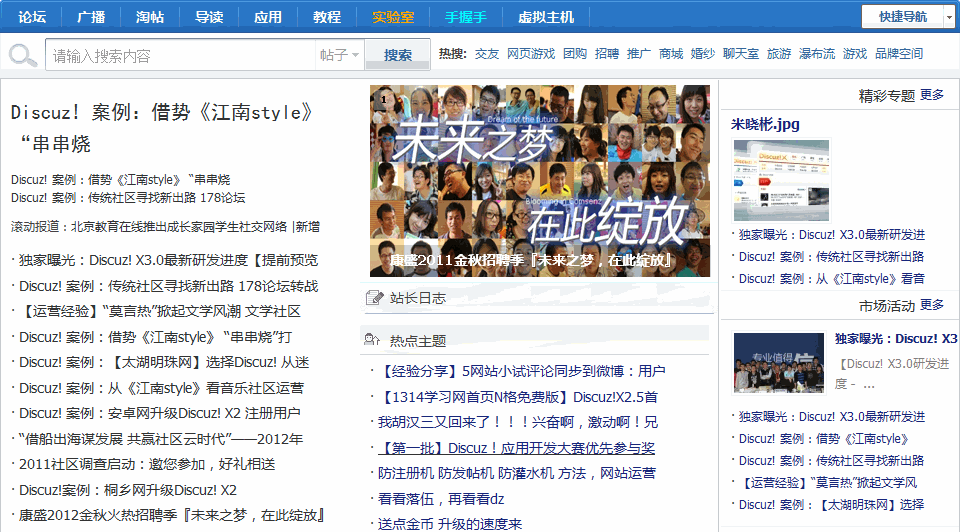 论坛 广播 淘帖 导读 应用 教程 实验室 手握手 虚拟主机 快捷导航
请输入搜索内容 帖子 搜索 热搜: 交友 网页游戏 团购 招聘 推广 商城 婚纱 聊天室 旅游 瀑布流 游戏 品牌空间
Discuz! 案例：借势《江南style》
“串串烧
Discuz! 案例：借势《江南style》 “串串烧
Discuz! 案例：传统社区寻找新出路 178论坛
滚动报道：北京教育在线推出成长家园学生社交网络 |新增
· 独家曝光：Discuz! X3.0最新研发进度【提前预览
· Discuz! 案例：传统社区寻找新出路 178论坛转战
· 【运营经验】“莫言热”掀起文学风潮 文学社区
· Discuz! 案例：借势《江南style》 “串串烧”打
· Discuz! 案例：【太湖明珠网】选择Discuz! 从迷
· Discuz! 案例：从《江南style》看音乐社区运营
· Discuz! 案例：安卓网升级Discuz! X2 注册用户
· “借船出海谋发展 共赢社区云时代”——2012年
· 2011社区调查启动：邀您参加，好礼相送
· Discuz!案例：桐乡网升级Discuz! X2
· 康盛2012金秋火热招聘季『未来之梦，在此绽放』
1
Dream of the future
未来之梦
Blooming in Comsenz
在此绽放
康盛2011金秋招聘季『未来之梦，在此绽放』
站长日志
热点主题
· 【经验分享】5网站小试评论同步到微博：用户
· 【1314学习网首页N格免费版】Discuz!X2.5首
· 我胡汉三又回来了！！！兴奋啊，激动啊！兄
· 【第一批】Discuz！应用开发大赛优先参与奖
· 防注册机 防发帖机 防灌水机 方法，网站运营
· 看看落伍，再看看dz
· 送点金币 升级的速度来
精彩专题 更多
米晓彬.jpg
· 独家曝光：Discuz! X3.0最新研发进
· Discuz! 案例：传统社区寻找新出路
· Discuz! 案例：从《江南style》看音
市场活动 更多
专业值得信
独家曝光：Discuz! X3
【Discuz! X3.0研发进
度 - ...
· 独家曝光：Discuz! X3.0最新研发进
· Discuz! 案例：借势《江南style》
· Discuz! 案例：传统社区寻找新出路
· 【运营经验】“莫言热”掀起文学风
· Discuz! 案例：【太湖明珠网】选择